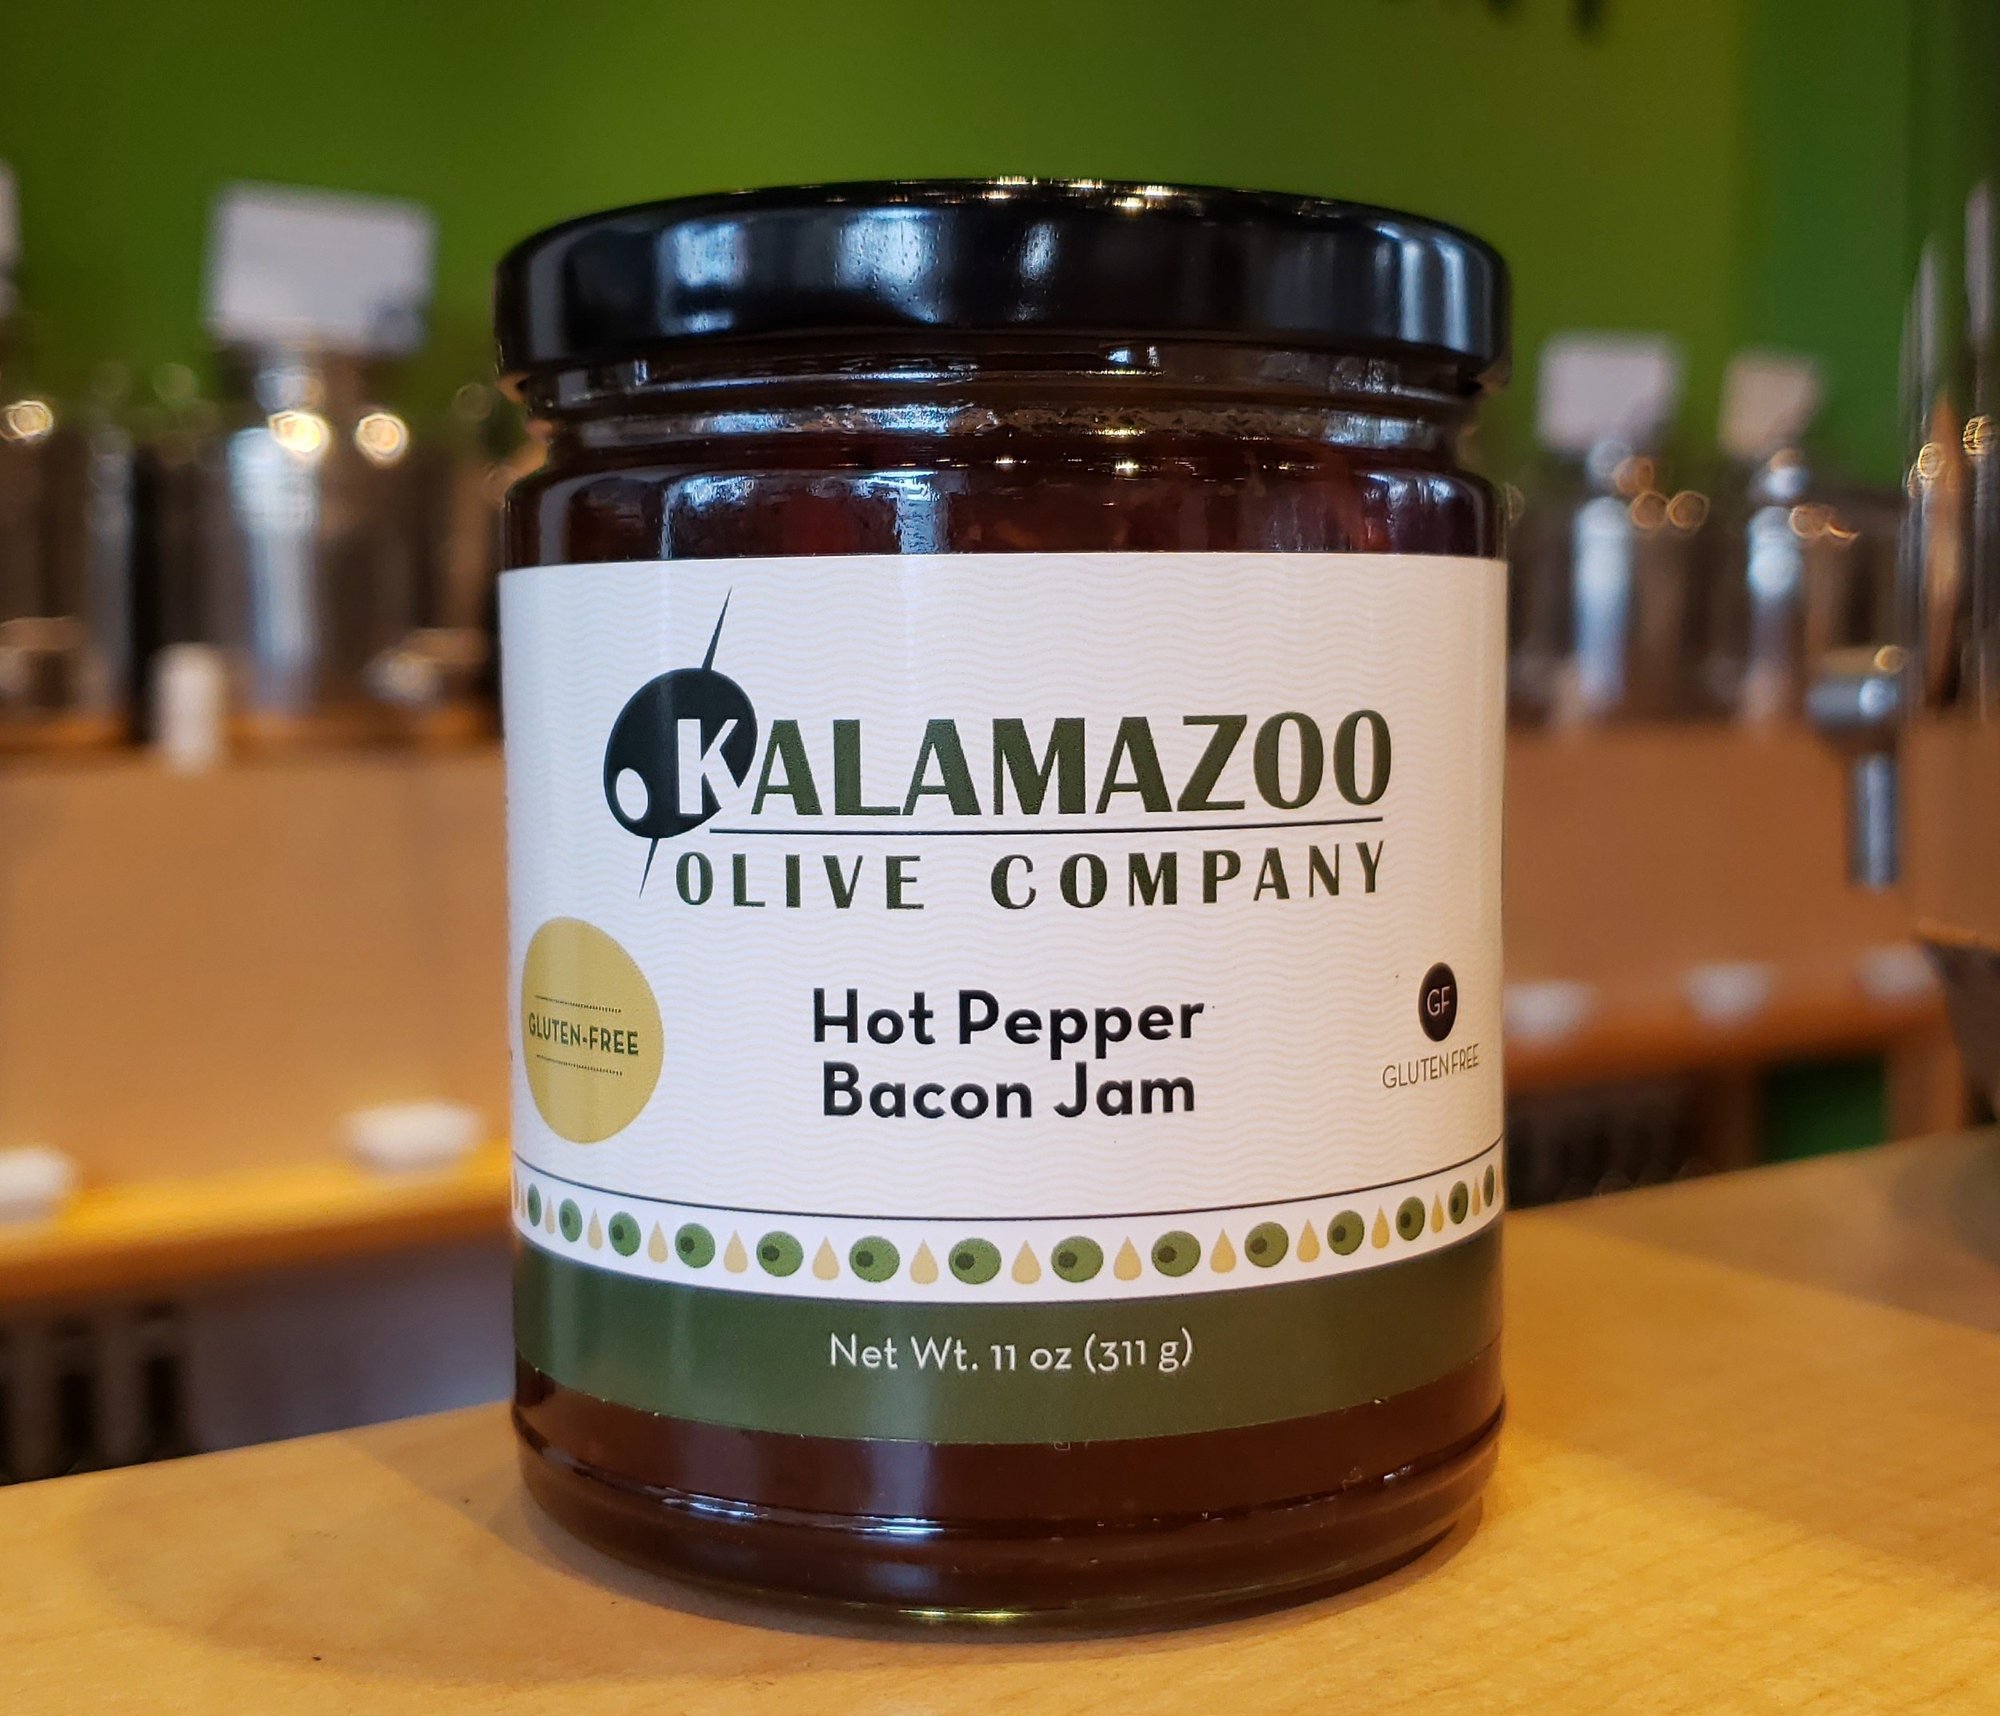 KALAMAZOO
OLIVE COMPANY
GLUTEN-FREE
Hot Pepper
Bacon Jam
GF
GLUTEN FREE
Net Wt. 11 oz (311 g)